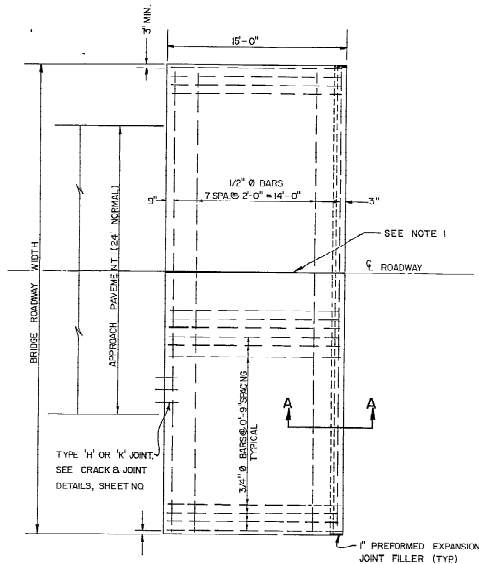 3" MIN.
15'-0"
1/2" Ø BARS
7 SPA.@ 2'-0" = 14'-0"
9"
3"
SEE NOTE 1
℄ ROADWAY
BRIDGE ROADWAY WIDTH
APPROACH PAVEMENT (24' NORMAL)
3/4" Ø BARS@ 0'-9" SPACING
TYPICAL
A A
TYPE 'H' OR 'K' JOINT.
SEE CRACK & JOINT
DETAILS, SHEET NO.
1" PREFORMED EXPANSION
JOINT FILLER (TYP)